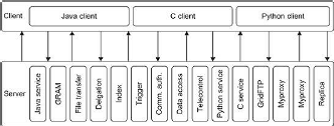 Client
Java client
C client
Python client
Server
Java service
GRAM
File transfer
Delgation
Index
Trigger
Comm. auth.
Data access
Telecontrol
Python service
C service
GridFTP
Myproxy
Myproxy
Replica